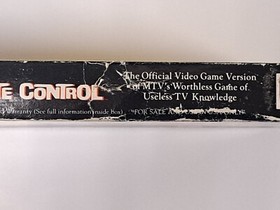 E CONTROL
The Official Video Game Version
of MTV's Worthless Game of
Useless TV Knowledge
Warranty (See full information inside Box)
"FOR SALE AND